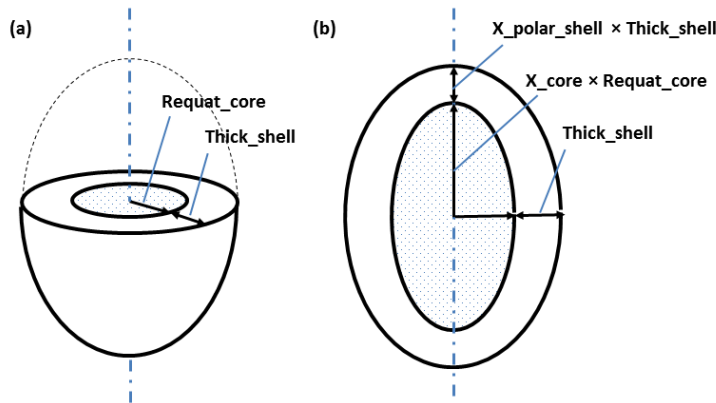 (a)
Requat_core
Thick_shell
(b)
X_polar_shell × Thick_shell
X_core × Requat_core
Thick_shell